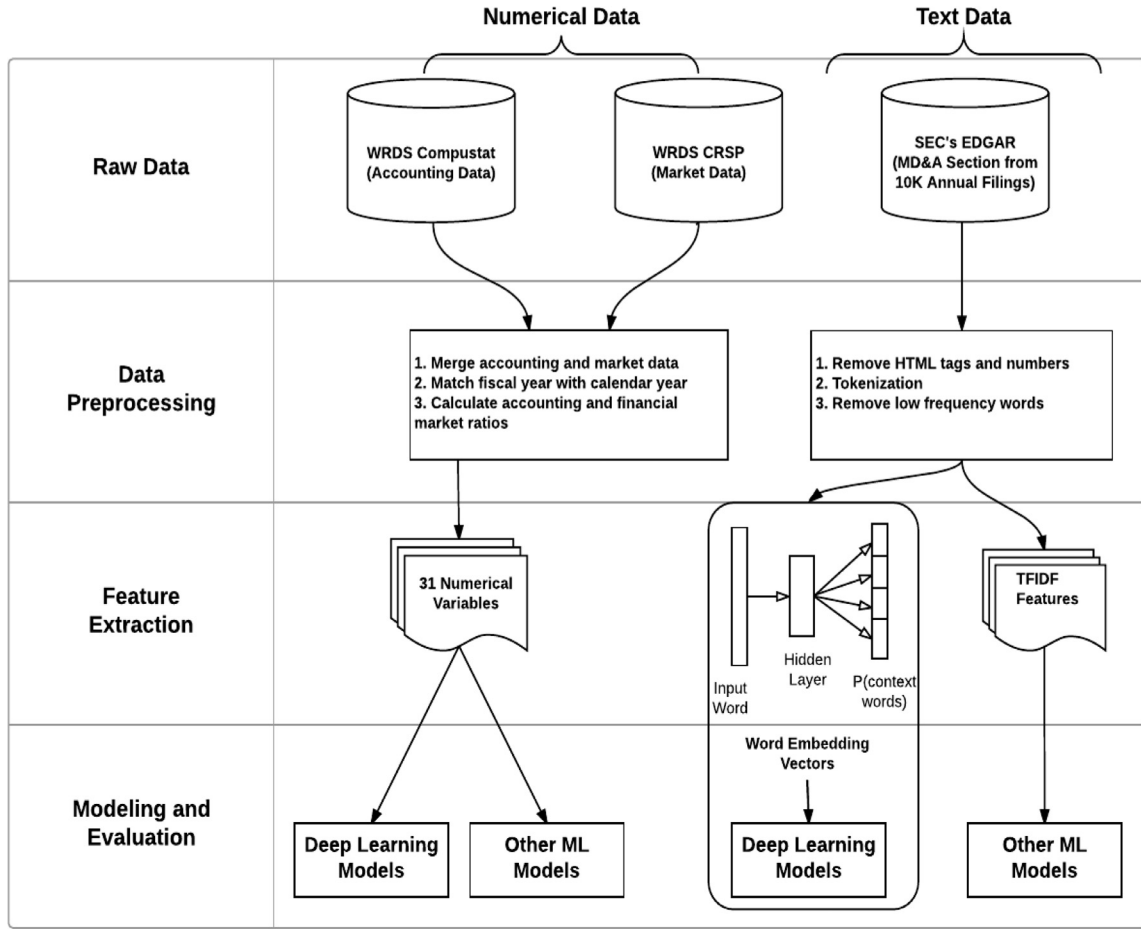 Numerical Data
Text Data
Raw Data
WRDS Compustat
(Accounting Data)
WRDS CRSP
(Market Data)
SEC's EDGAR
(MD&A Section from
10K Annual Filings)
Data
Preprocessing
1. Merge accounting and market data
2. Match fiscal year with calendar year
3. Calculate accounting and financial
market ratios
1. Remove HTML tags and numbers
2. Tokenization
3. Remove low frequency words
Feature
Extraction
31 Numerical
Variables
Input
Word
Hidden
Layer
P(context
words)
TFIDF
Features
Modeling and
Evaluation
Deep Learning
Models
Other ML
Models
Word Embedding
Vectors
Deep Learning
Models
Other ML
Models